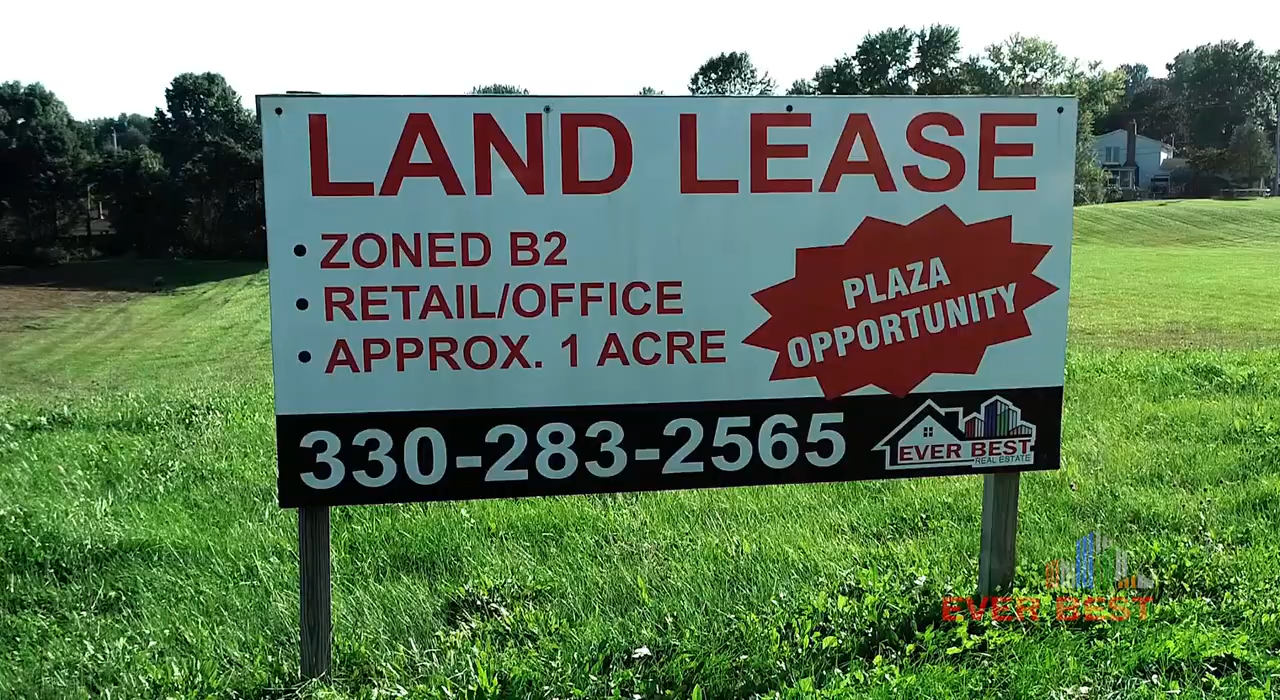 LAND LEASE
• ZONED B2
• RETAIL/OFFICE
• APPROX. 1 ACRE
PLAZA
OPPORTUNITY
330-283-2565
EVER BEST
REAL ESTATE
EVER BEST